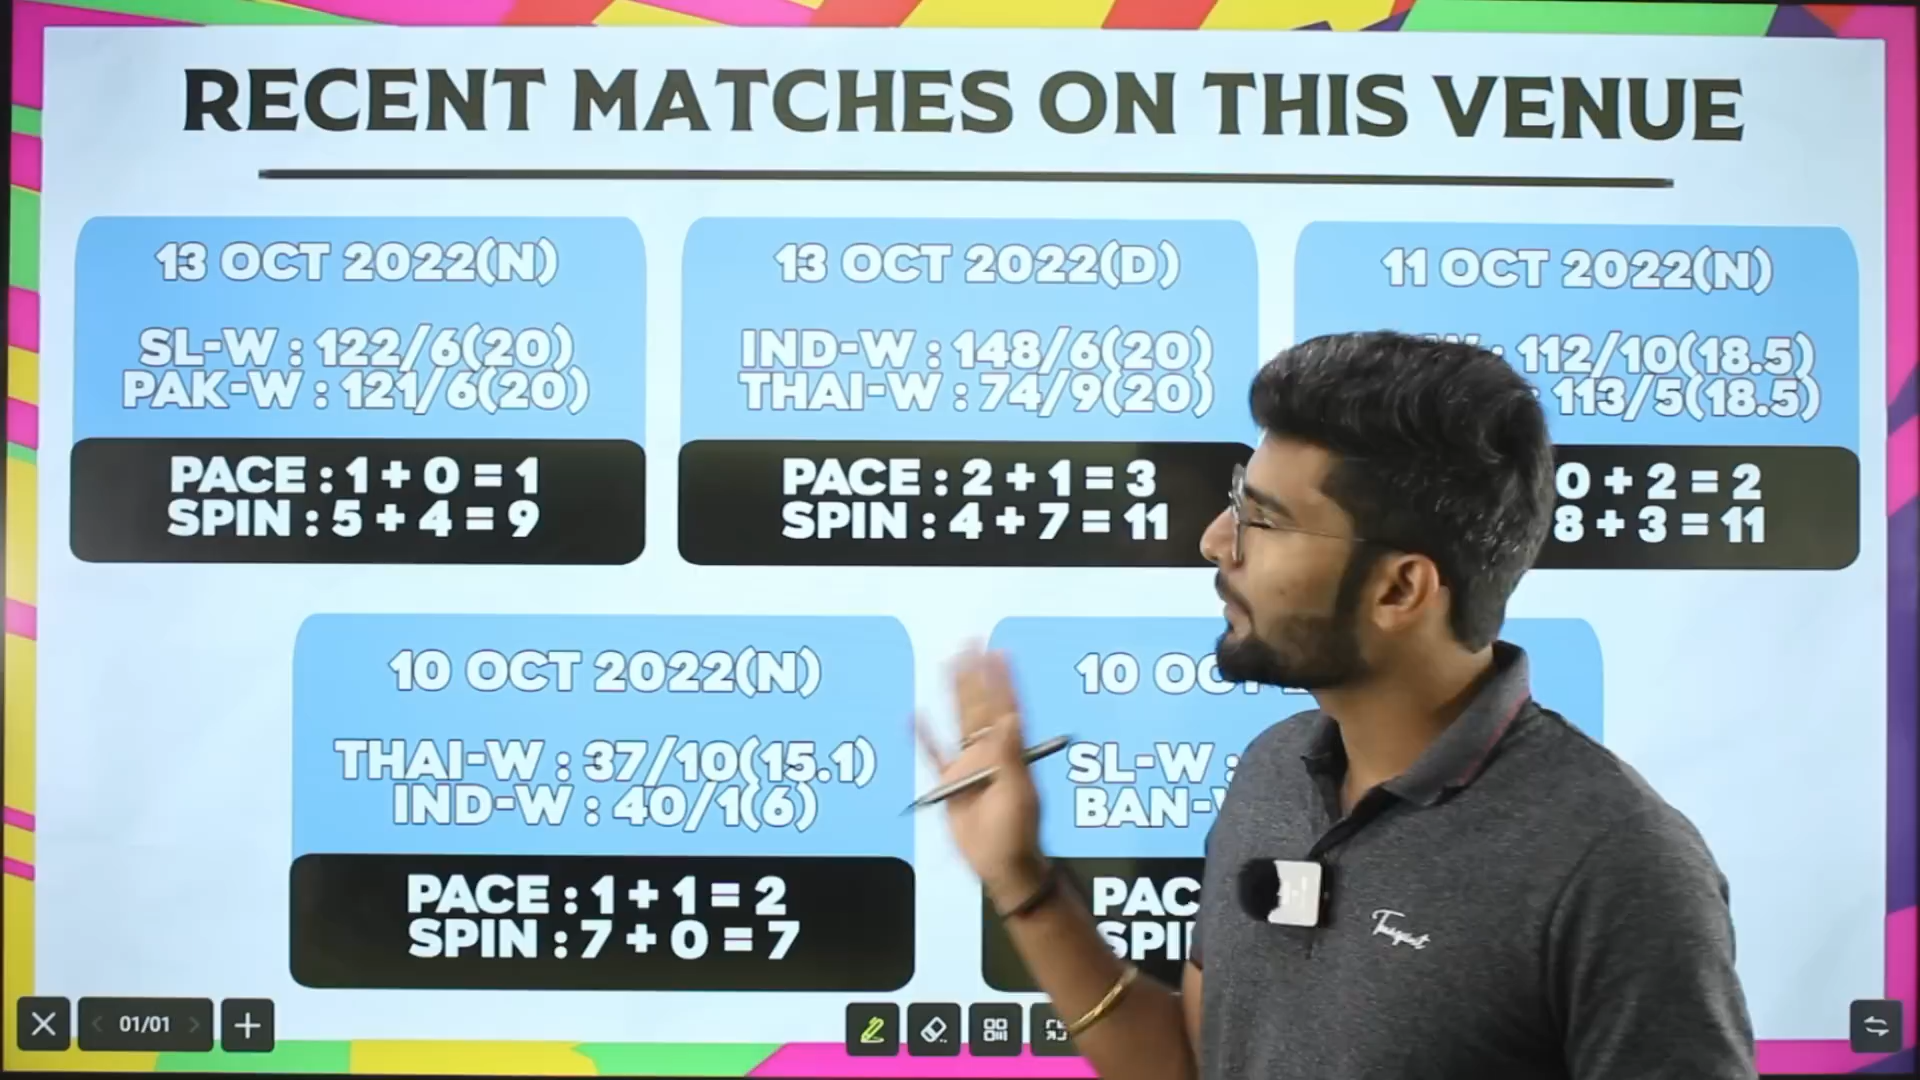 RECENT MATCHES ON THIS VENUE
13 OCT 2022(N)
SL-W : 122/6(20)
PAK-W : 121/6(20)
PACE : 1 + 0 = 1
SPIN : 5 + 4 = 9
13 OCT 2022(D)
IND-W : 148/6(20)
THAI-W : 74/9(20)
PACE : 2 + 1 = 3
SPIN : 4 + 7 = 11
11 OCT 2022(N)
112/10(18.5)
: 113/5(18.5)
0 + 2 = 2
8 + 3 = 11
10 OCT 2022(N)
THAI-W : 37/10(15.1)
IND-W : 40/1(6)
PACE : 1 + 1 = 2
SPIN : 7 + 0 = 7
10
SL-W :
BAN-
PAC
SPI
01/01